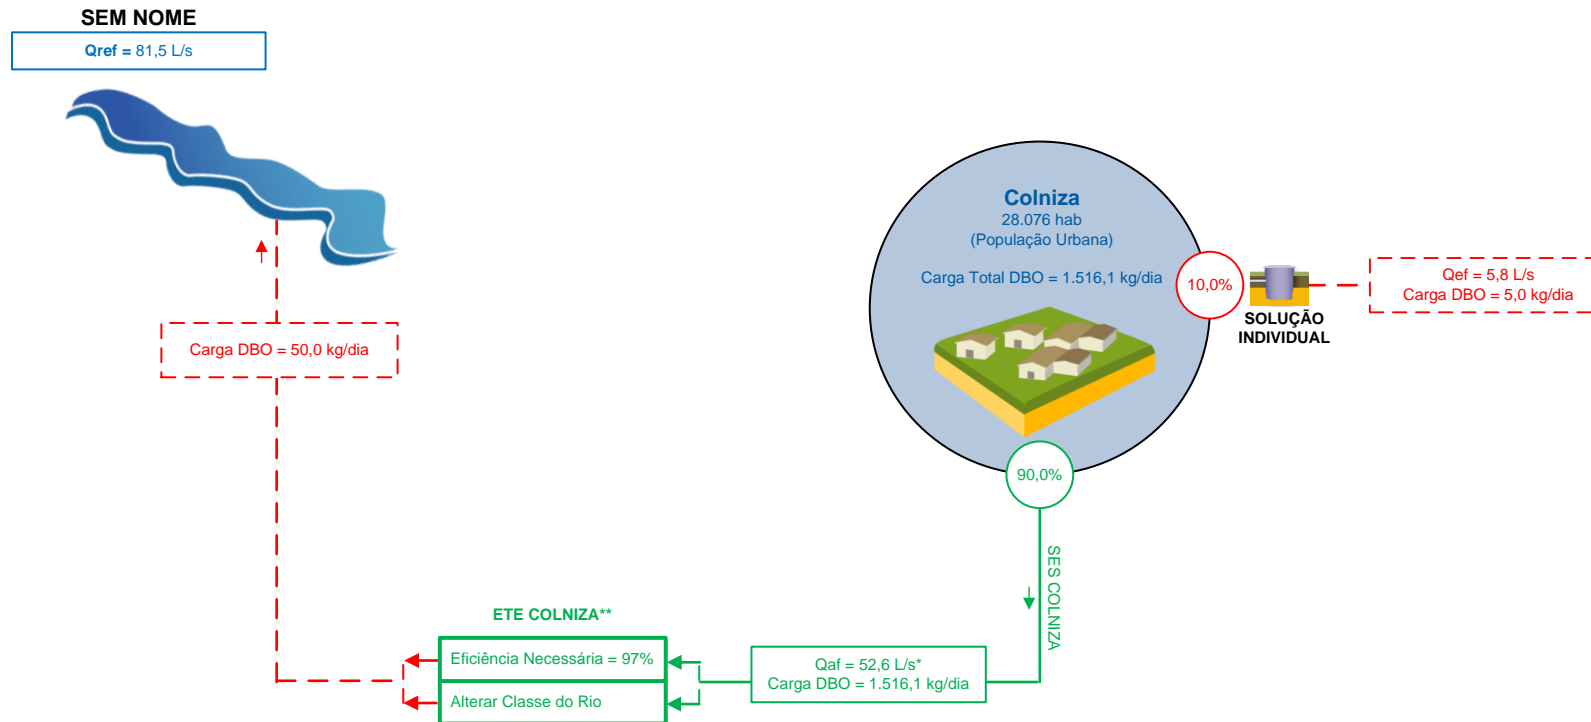 SEM NOME
Qref = 81,5 L/s
Colniza
28.076 hab
(População Urbana)
Carga Total DBO = 1.516,1 kg/dia
10,0%
SOLUÇÃO
INDIVIDUAL
Qef = 5,8 L/s
Carga DBO = 5,0 kg/dia
Carga DBO = 50,0 kg/dia
90,0%
SES COLNIZA
ETE COLNIZA**
Eficiência Necessária = 97%
Alterar Classe do Rio
Qaf = 52,6 L/s*
Carga DBO = 1.516,1 kg/dia